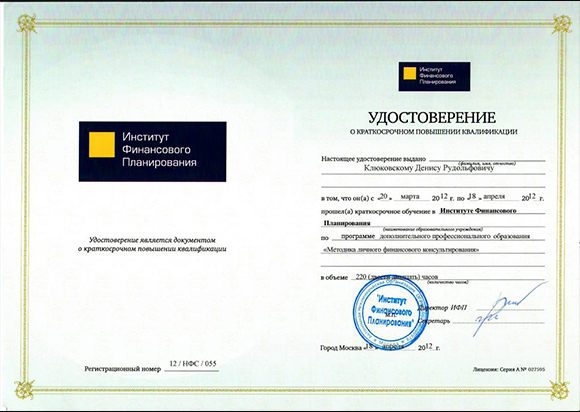 Институт
Финансового
Планирования
Удостоверение является документом
о краткосрочном повышении квалификации
Регистрационный номер 12 / НФС / 055
Институт
Финансового
Планирования
УДОСТОВЕРЕНИЕ
О КРАТКОСРОЧНОМ ПОВЫШЕНИИ КВАЛИФИКАЦИИ
Настоящее удостоверение выдано
(фамилия, имя, отчество)
Клюковскому Денису Рудольфовичу
в том, что он(а) с „20 „ марта 2012 г. по „18 „ апреля 2012 г.
прошел(а) краткосрочное обучение в Институте Финансового
Планирования
(наименование образовательного учреждения)
по программе дополнительного профессионального образования
«Методика личного финансового консультирования»
в объеме 220 (двести двадцать) часов
(количество часов)
"Институт
Финансового
Планирования"
М.П.
Директор ИФП
Секретарь
Город Москва „18 „ апреля 2012 г.
Лицензия: Серия А № 027595